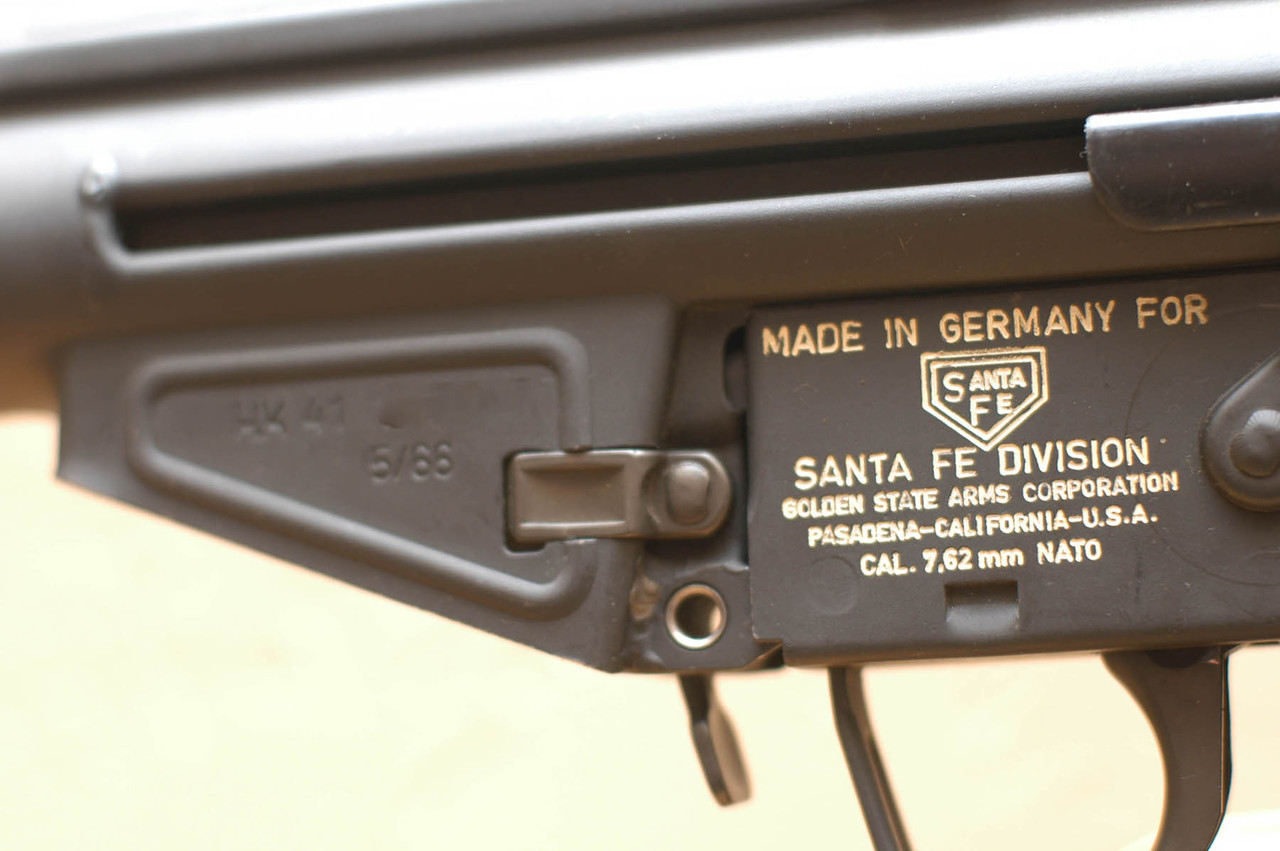 HK 41
5/66
MADE IN GERMANY FOR
SANTA
FE
SANTA FE DIVISION
GOLDEN STATE ARMS CORPORATION
PASADENA-CALIFORNIA-U.S.A.
CAL. 7,62 mm NATO